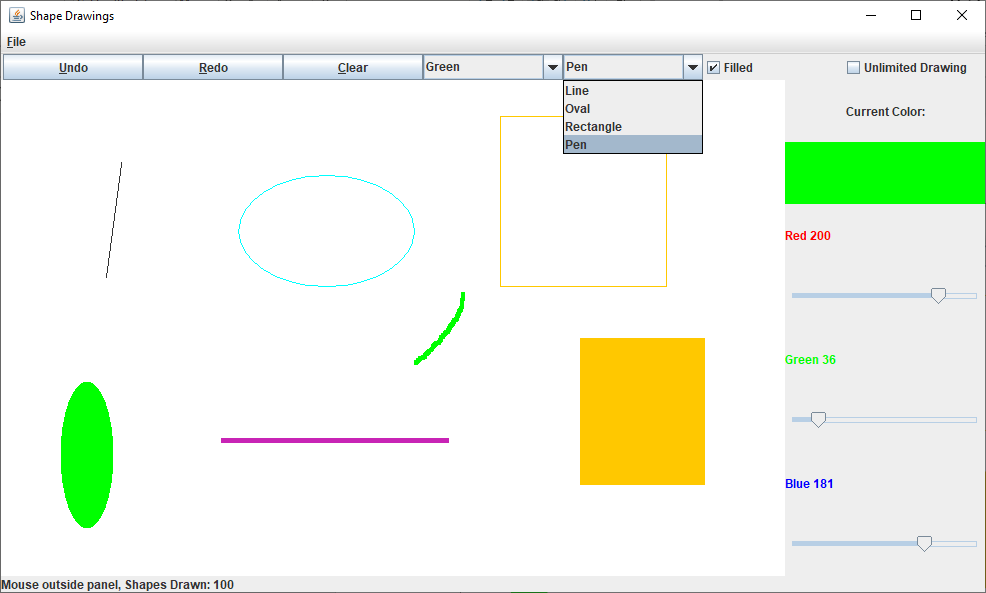 Shape Drawings
File
Undo Redo Clear Green Pen Filled Unlimited Drawing
Line
Oval
Rectangle
Pen
Current Color:
Red 200
Green 36
Blue 181
Mouse outside panel, Shapes Drawn: 100